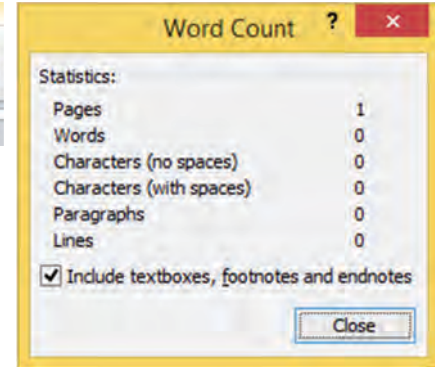 Word Count ? ×
Statistics:
Pages 1
Words 0
Characters (no spaces) 0
Characters (with spaces) 0
Paragraphs 0
Lines 0
Include textboxes, footnotes and endnotes
Close